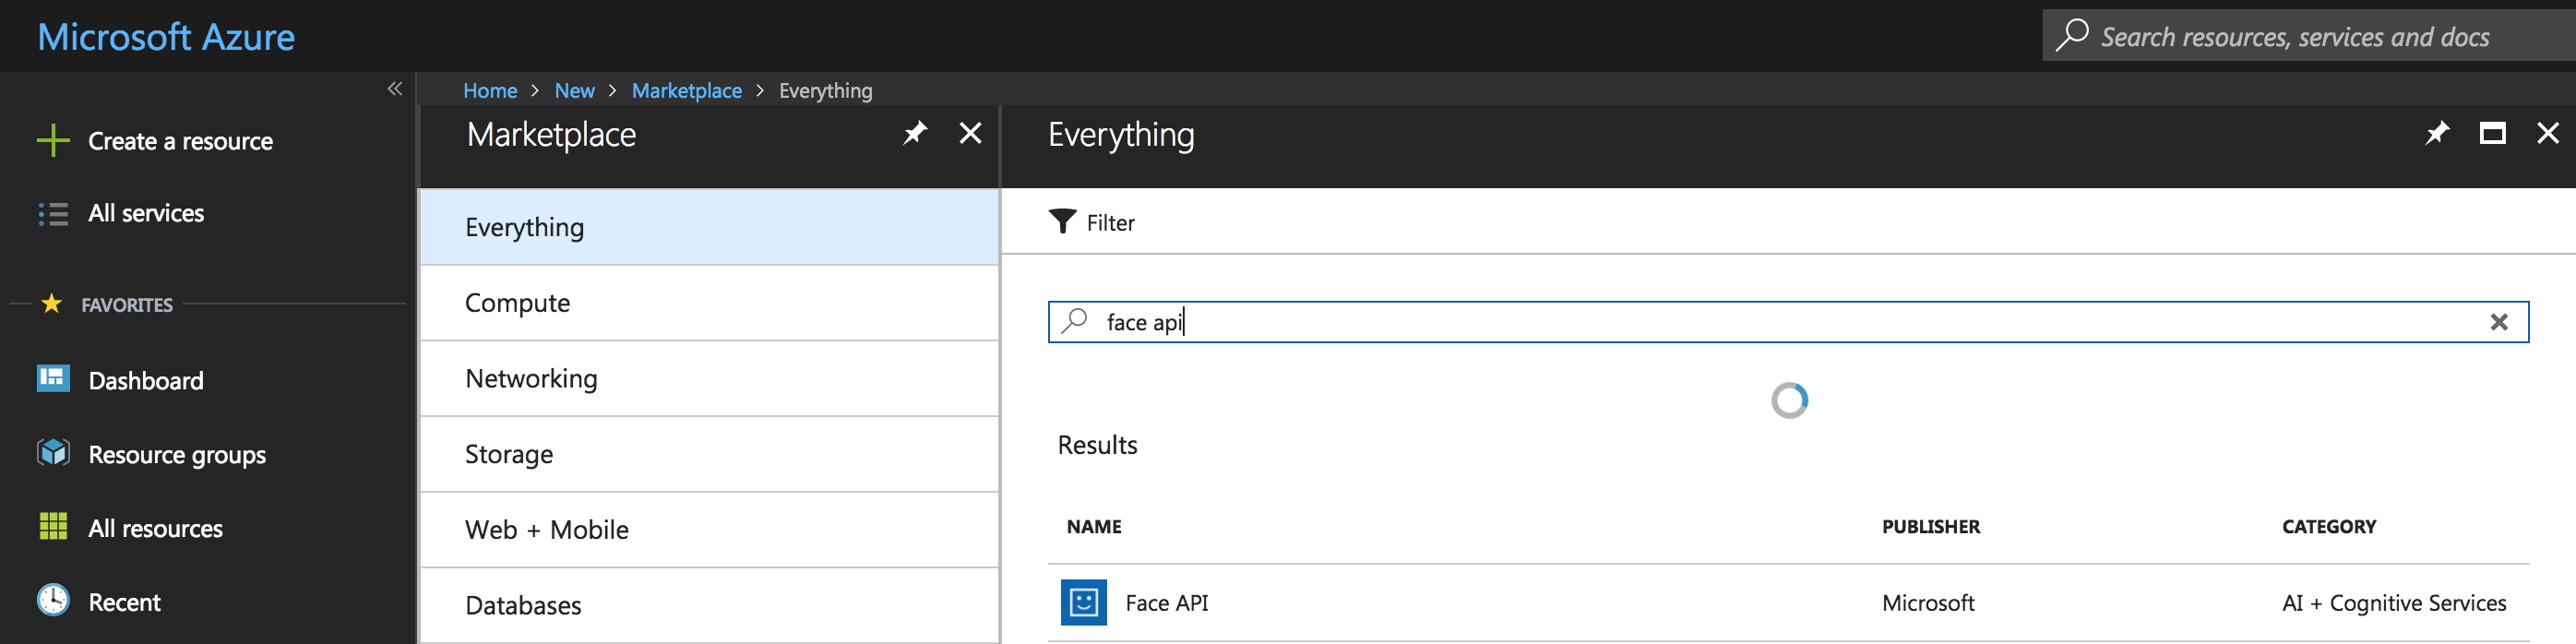 Microsoft Azure
Search resources, services and docs
Home > New > Marketplace > Everything
Create a resource
All services
FAVORITES
Dashboard
Resource groups
All resources
Recent
Marketplace
Everything
Compute
Networking
Storage
Web + Mobile
Databases
Everything
Filter
face api
Results
NAME PUBLISHER CATEGORY
Face API Microsoft AI + Cognitive Services